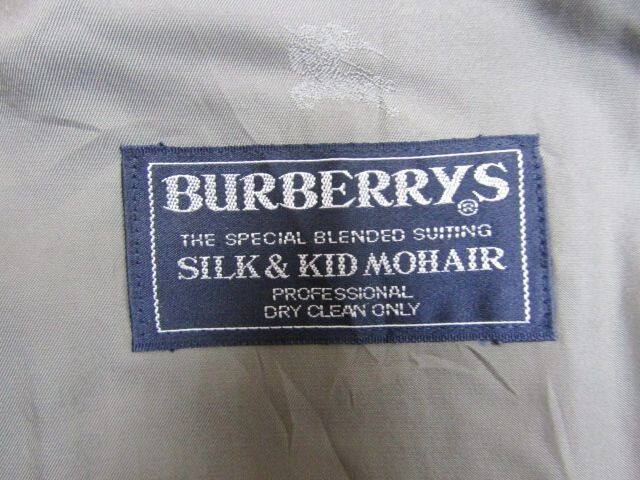 BURBERRYS®
THE SPECIAL BLENDED SUITING
SILK & KID MOHAIR
PROFESSIONAL
DRY CLEAN ONLY